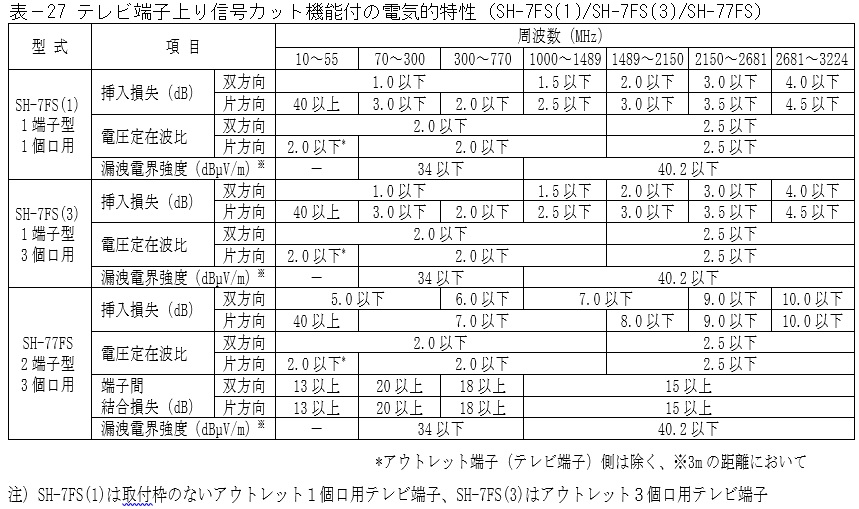 表－27 テレビ端子上り信号カット機能付の電気的特性 (SH-7FS(1)/SH-7FS(3)/SH-77FS)
型 式 項 目 周波数 (MHz)
10～55 70～300 300～770 1000～1489 1489～2150 2150～2681 2681～3224
SH-7FS(1)
1端子型
1個口用
挿入損失 (dB) 双方向 1.0以下 1.5以下 2.0以下 3.0以下 4.0以下
片方向 40以上 3.0以下 2.0以下 2.5以下 3.0以下 3.5以下 4.5以下
電圧定在波比 双方向 2.0以下 2.5以下
片方向 2.0以下* 2.0以下 2.5以下
漏洩電界強度 (dBμV/m)※ － 34以下 40.2以下
SH-7FS(3)
1端子型
3個口用
挿入損失 (dB) 双方向 1.0以下 1.5以下 2.0以下 3.0以下 4.0以下
片方向 40以上 3.0以下 2.0以下 2.5以下 3.0以下 3.5以下 4.5以下
電圧定在波比 双方向 2.0以下 2.5以下
片方向 2.0以下* 2.0以下 2.5以下
漏洩電界強度 (dBμV/m)※ － 34以下 40.2以下
SH-77FS
2端子型
3個口用
挿入損失 (dB) 双方向 5.0以下 6.0以下 7.0以下 9.0以下 10.0以下
片方向 40以上 7.0以下 8.0以下 9.0以下 10.0以下
電圧定在波比 双方向 2.0以下 2.5以下
片方向 2.0以下* 2.0以下 2.5以下
端子間
結合損失 (dB)
双方向 13以上 20以上 18以上 15以上
片方向 13以上 20以上 18以上 15以上
漏洩電界強度 (dBμV/m)※ － 34以下 40.2以下
*アウトレット端子 (テレビ端子) 側は除く、※3mの距離において
注) SH-7FS(1)は取付枠のないアウトレット1個口用テレビ端子、SH-7FS(3)はアウトレット3個口用テレビ端子